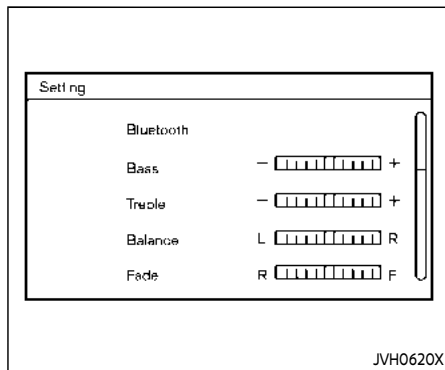 Setting
Bluetooth
Bass - +
Treble - +
Balance L R
Fade R F
JVH0620X